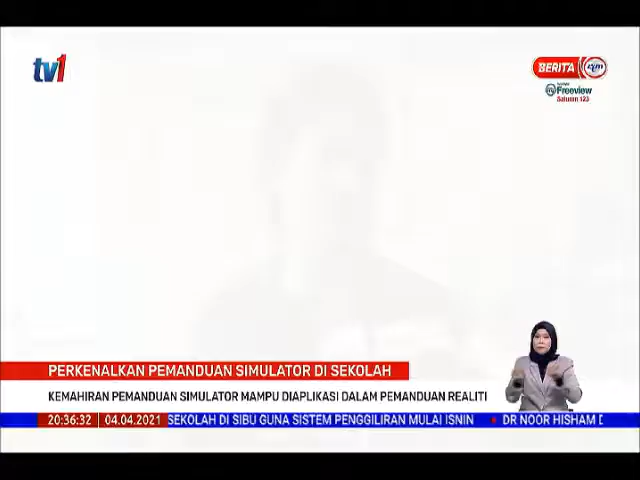 tv1
BERITA rtm
Freeview
Saluran 123
PERKENALKAN PEMANDUAN SIMULATOR DI SEKOLAH
KEMAHIRAN PEMANDUAN SIMULATOR MAMPU DIAPLIKASI DALAM PEMANDUAN REALITI
20:36:32 04.04.2021 SEKOLAH DI SIBU GUNA SISTEM PENGGILIRAN MULAI ISNIN • DR NOOR HISHAM